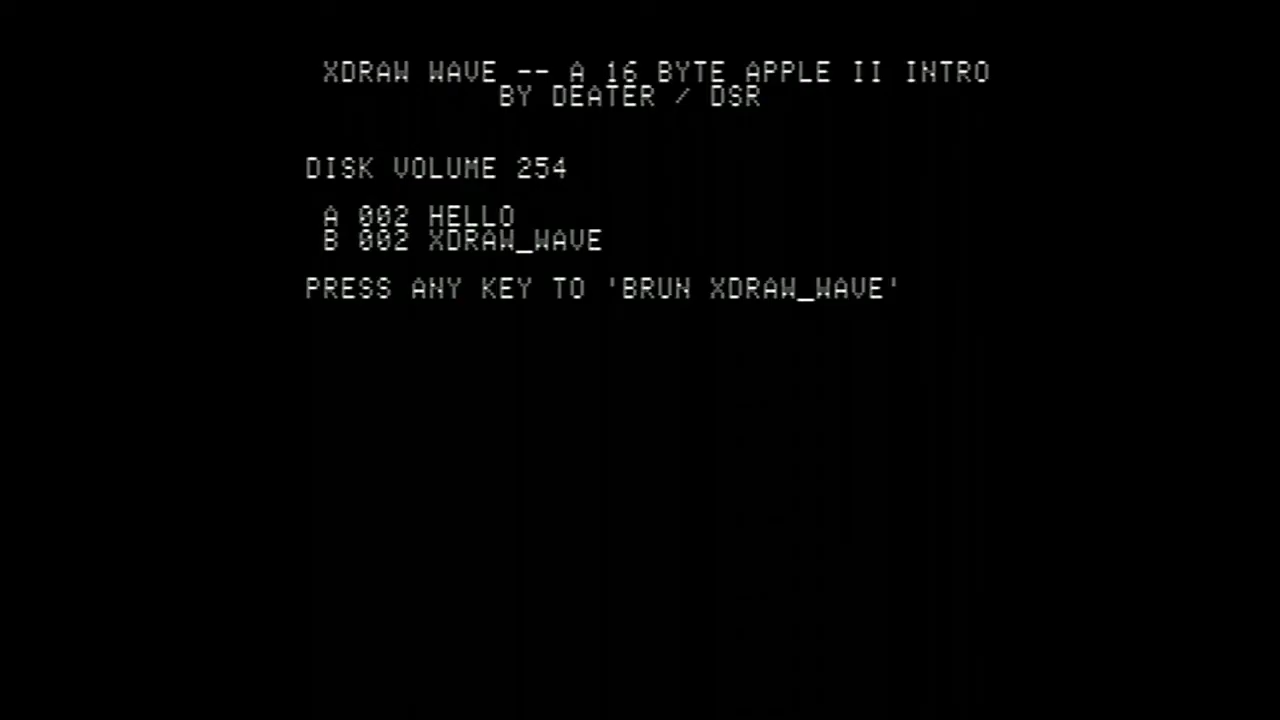 XDRAW WAVE -- A 16 BYTE APPLE II INTRO
BY DEATER / DSR
DISK VOLUME 254
A 002 HELLO
B 002 XDRAW_WAVE
PRESS ANY KEY TO 'BRUN XDRAW_WAVE'